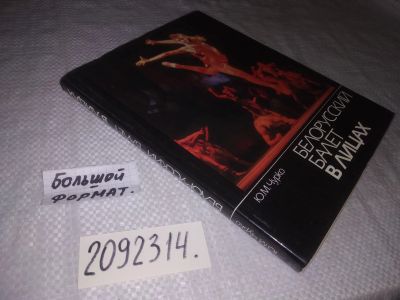 Ю.М. Чурко
БЕЛОРУССКИЙ
БАЛЕТ
В ЛИЦАХ
Большой
формат.
2092314.